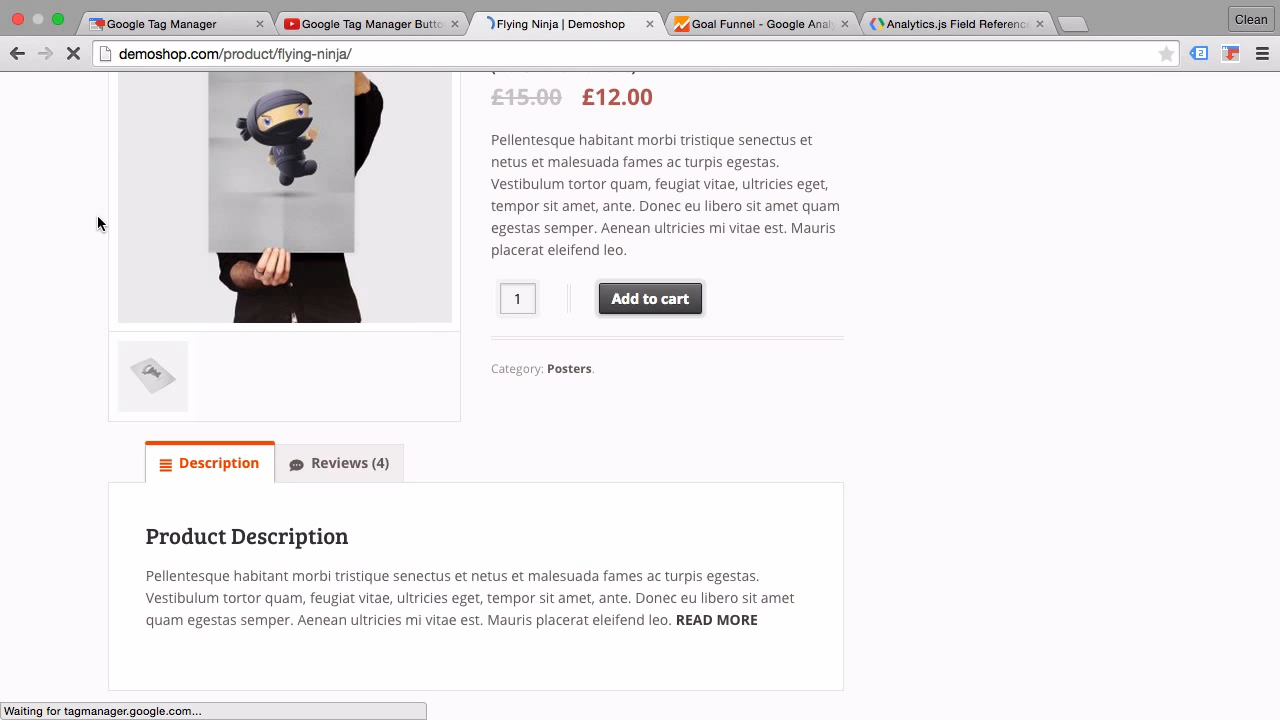 Google Tag Manager
Google Tag Manager Butto
Flying Ninja | Demoshop
Goal Funnel - Google Analy
Analytics.js Field Reference
Clean
demoshop.com/product/flying-ninja/
2
£15.00 £12.00
Pellentesque habitant morbi tristique senectus et
netus et malesuada fames ac turpis egestas.
Vestibulum tortor quam, feugiat vitae, ultricies eget,
tempor sit amet, ante. Donec eu libero sit amet quam
egestas semper. Aenean ultricies mi vitae est. Mauris
placerat eleifend leo.
1
Add to cart
Category: Posters.
Description
Reviews (4)
Product Description
Pellentesque habitant morbi tristique senectus et netus et malesuada fames ac turpis egestas.
Vestibulum tortor quam, feugiat vitae, ultricies eget, tempor sit amet, ante. Donec eu libero sit amet
quam egestas semper. Aenean ultricies mi vitae est. Mauris placerat eleifend leo. READ MORE
Waiting for tagmanager.google.com...